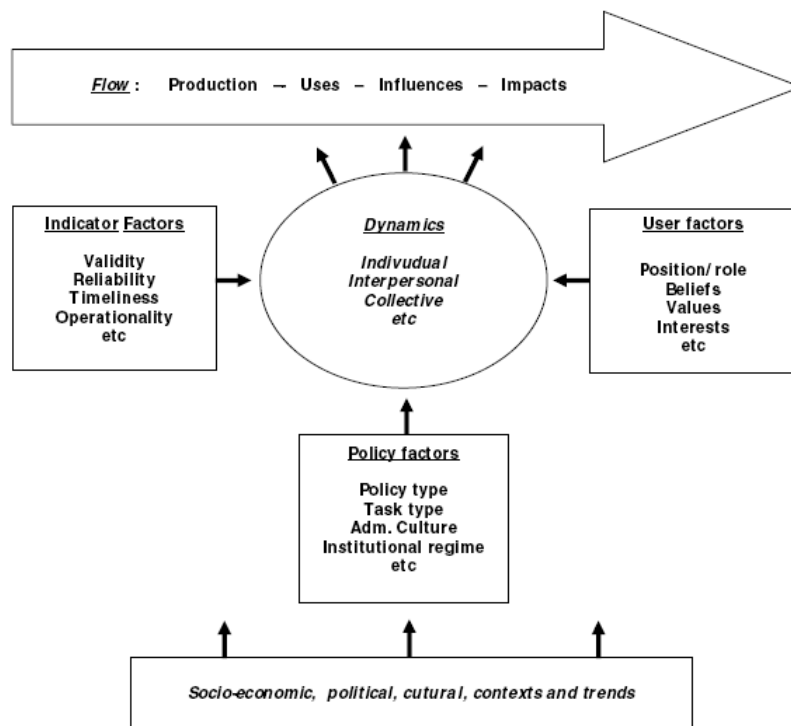 Flow : Production – Uses – Influences – Impacts
Indicator Factors
Validity
Reliability
Timeliness
Operationality
etc
Dynamics
Indivudual
Interpersonal
Collective
etc
User factors
Position/ role
Beliefs
Values
Interests
etc
Policy factors
Policy type
Task type
Adm. Culture
Institutional regime
etc
Socio-economic, political, cutural, contexts and trends